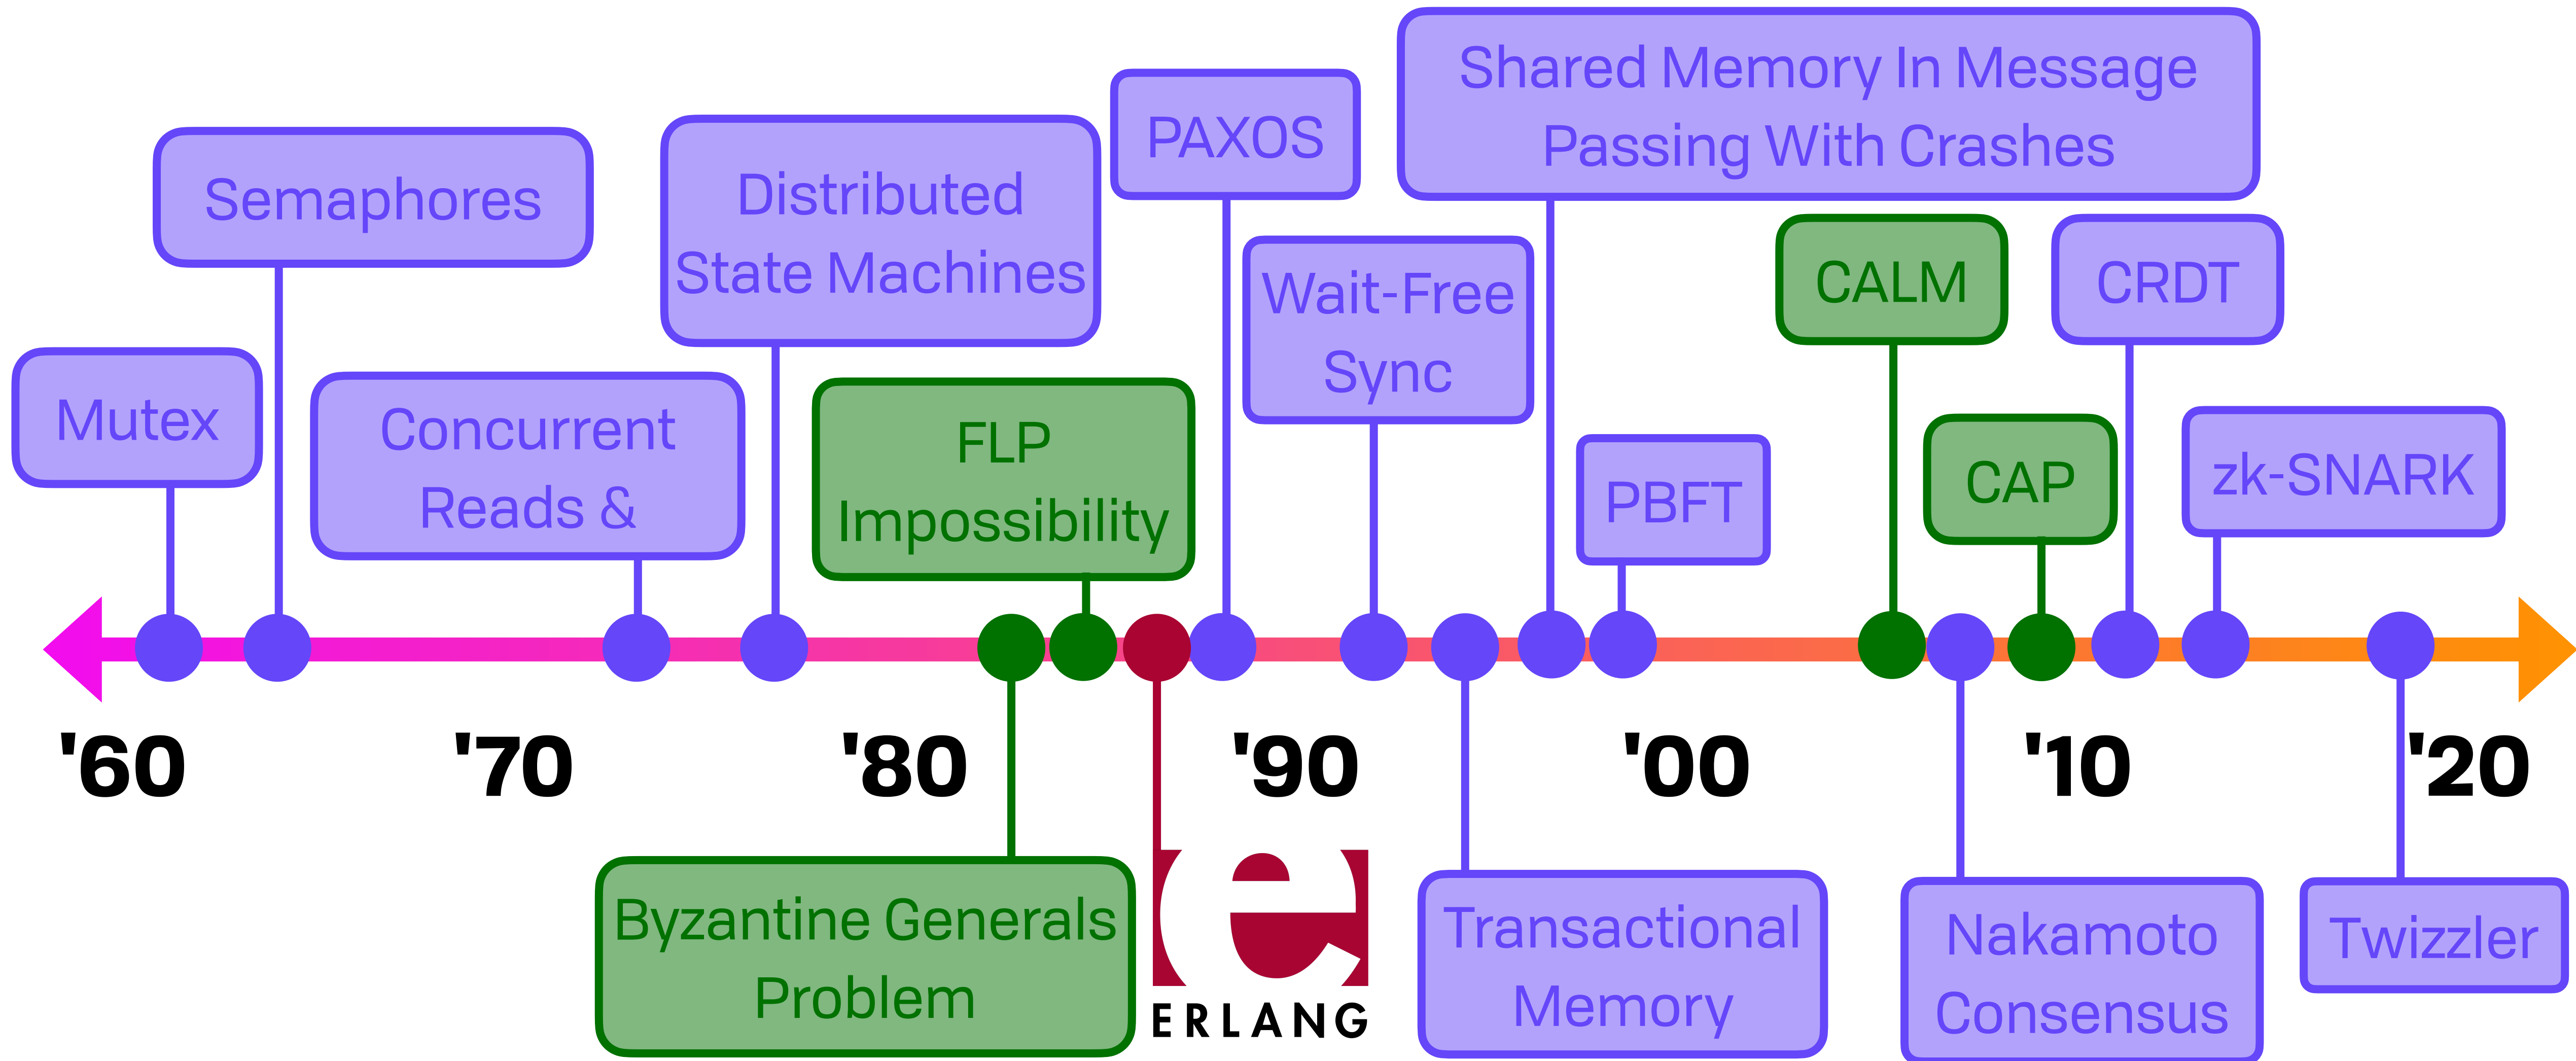 Shared Memory In Message
Passing With Crashes
PAXOS
Semaphores
Distributed
State Machines
Wait-Free
Sync
CALM
CRDT
Mutex
Concurrent
Reads &
FLP
Impossibility
PBFT
CAP
zk-SNARK
'60
'70
'80
'90
'00
'10
'20
Byzantine Generals
Problem
e
ERLANG
Transactional
Memory
Nakamoto
Consensus
Twizzler